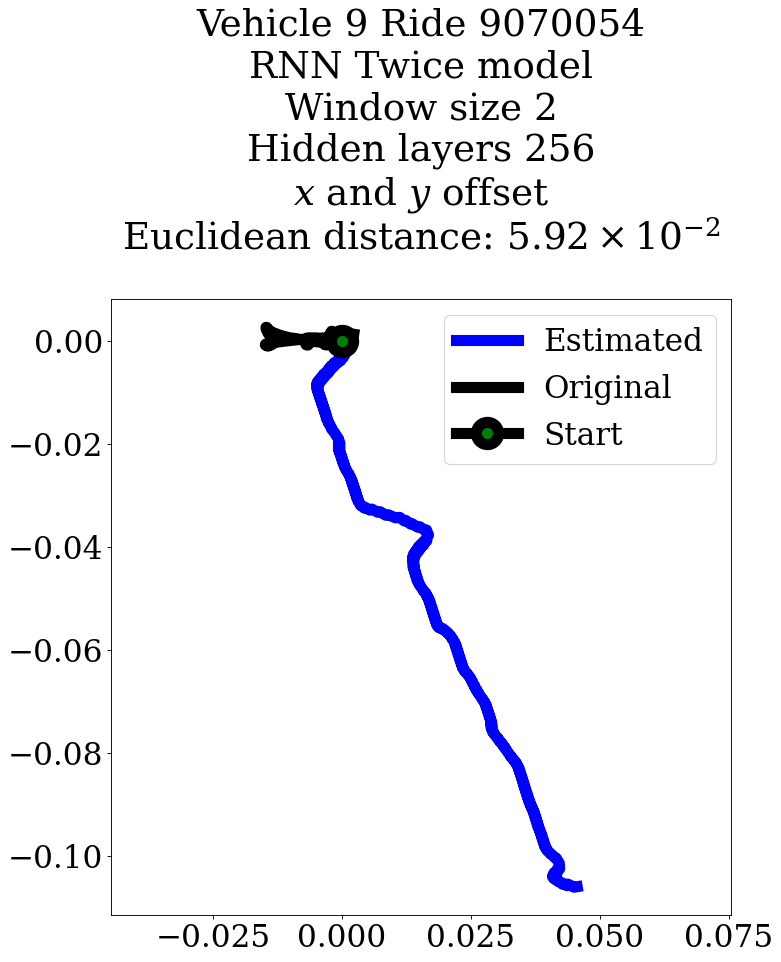 Vehicle 9 Ride 9070054
RNN Twice model
Window size 2
Hidden layers 256
x and y offset
Euclidean distance: 5.92 × 10⁻²
Estimated
Original
Start
0.00
−0.02
−0.04
−0.06
−0.08
−0.10
−0.025 0.000 0.025 0.050 0.075